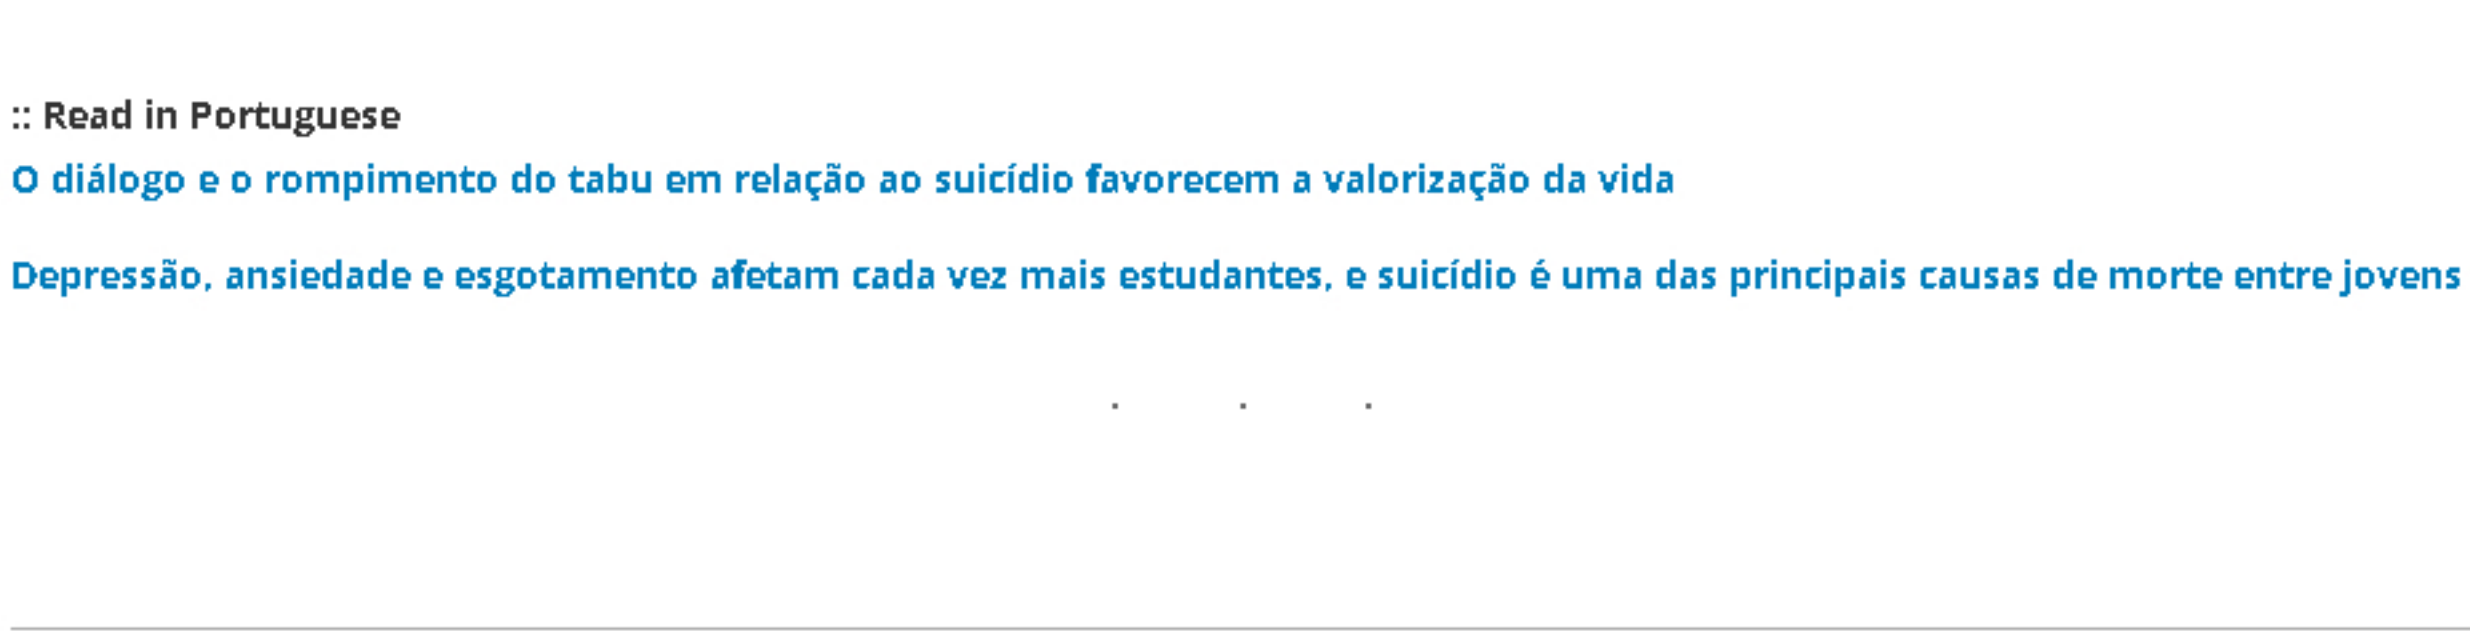 :: Read in Portuguese
O diálogo e o rompimento do tabu em relação ao suicídio favorecem a valorização da vida
Depressão, ansiedade e esgotamento afetam cada vez mais estudantes, e suicídio é uma das principais causas de morte entre jovens
. . .